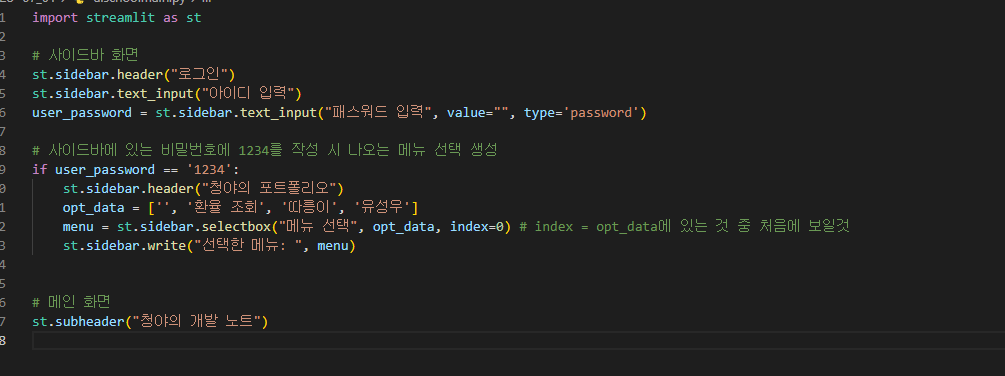 import streamlit as st
# 사이드바 화면
st.sidebar.header("로그인")
st.sidebar.text_input("아이디 입력")
user_password = st.sidebar.text_input("패스워드 입력", value="", type='password')
# 사이드바에 있는 비밀번호에 1234를 작성 시 나오는 메뉴 선택 생성
if user_password == '1234':
st.sidebar.header("청야의 포트폴리오")
opt_data = ['', '환율 조회', '따릉이', '유성우']
menu = st.sidebar.selectbox("메뉴 선택", opt_data, index=0) # index = opt_data에 있는 것 중 처음에 보일것
st.sidebar.write("선택한 메뉴: ", menu)
# 메인 화면
st.subheader("청야의 개발 노트")